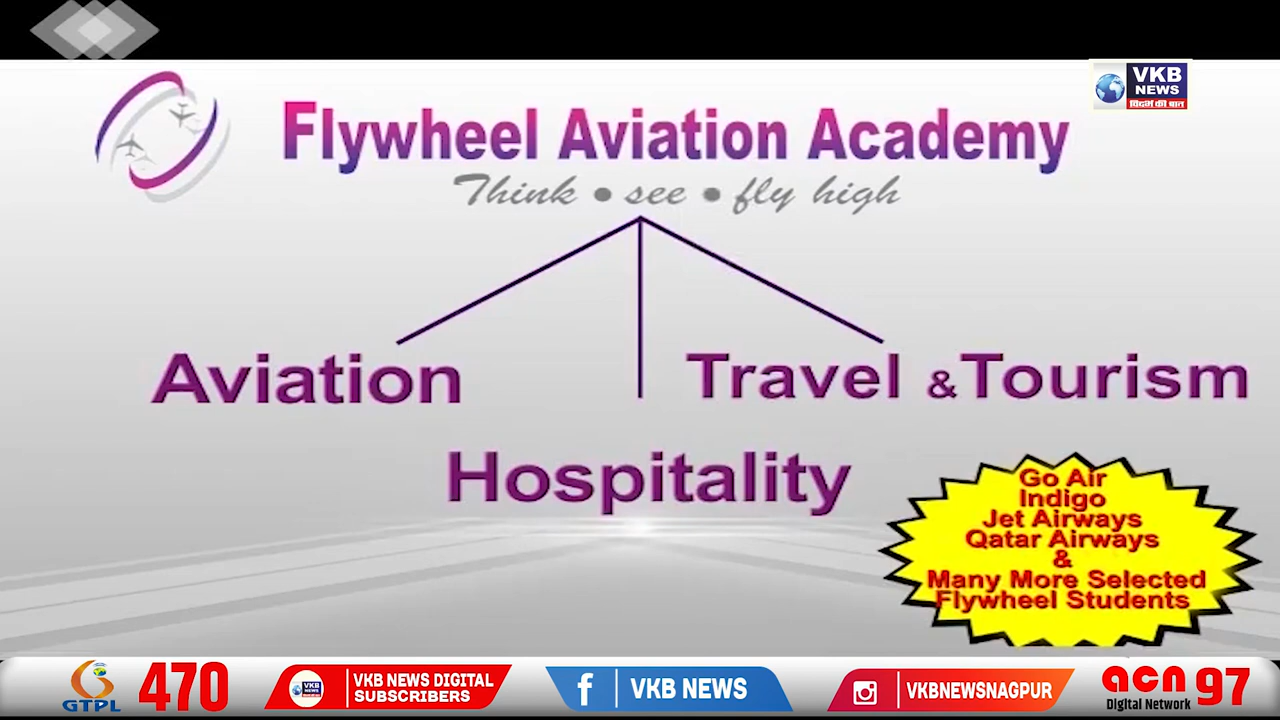 VKB
NEWS
विदर्भ की बात
Flywheel Aviation Academy
Think • see • fly high
Aviation
Travel & Tourism
Hospitality
Go Air
Indigo
Jet Airways
Qatar Airways
&
Many More Selected
Flywheel Students
GTPL
470
VKB
NEWS
VKB NEWS DIGITAL
SUBSCRIBERS
f
VKB NEWS
VKBNEWSNAGPUR
acn 97
Digital Network